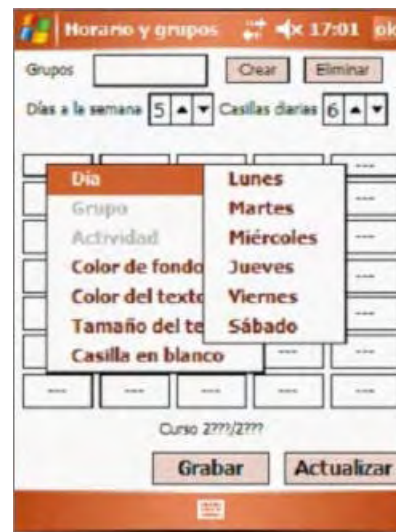 Horario y grupos 17:01 ok
Grupos Crear Eliminar
Días a la semana 5 Casillas diarias 6
---
Día
Grupo
Actividad
Color de fondo
Color del texto
Tamaño del te
Casilla en blanco
Lunes
Martes
Miércoles
Jueves
Viernes
Sábado
---
---
---
---
--- ---
--- --- --- --- ---
Curso 2???/2???
Grabar Actualizar